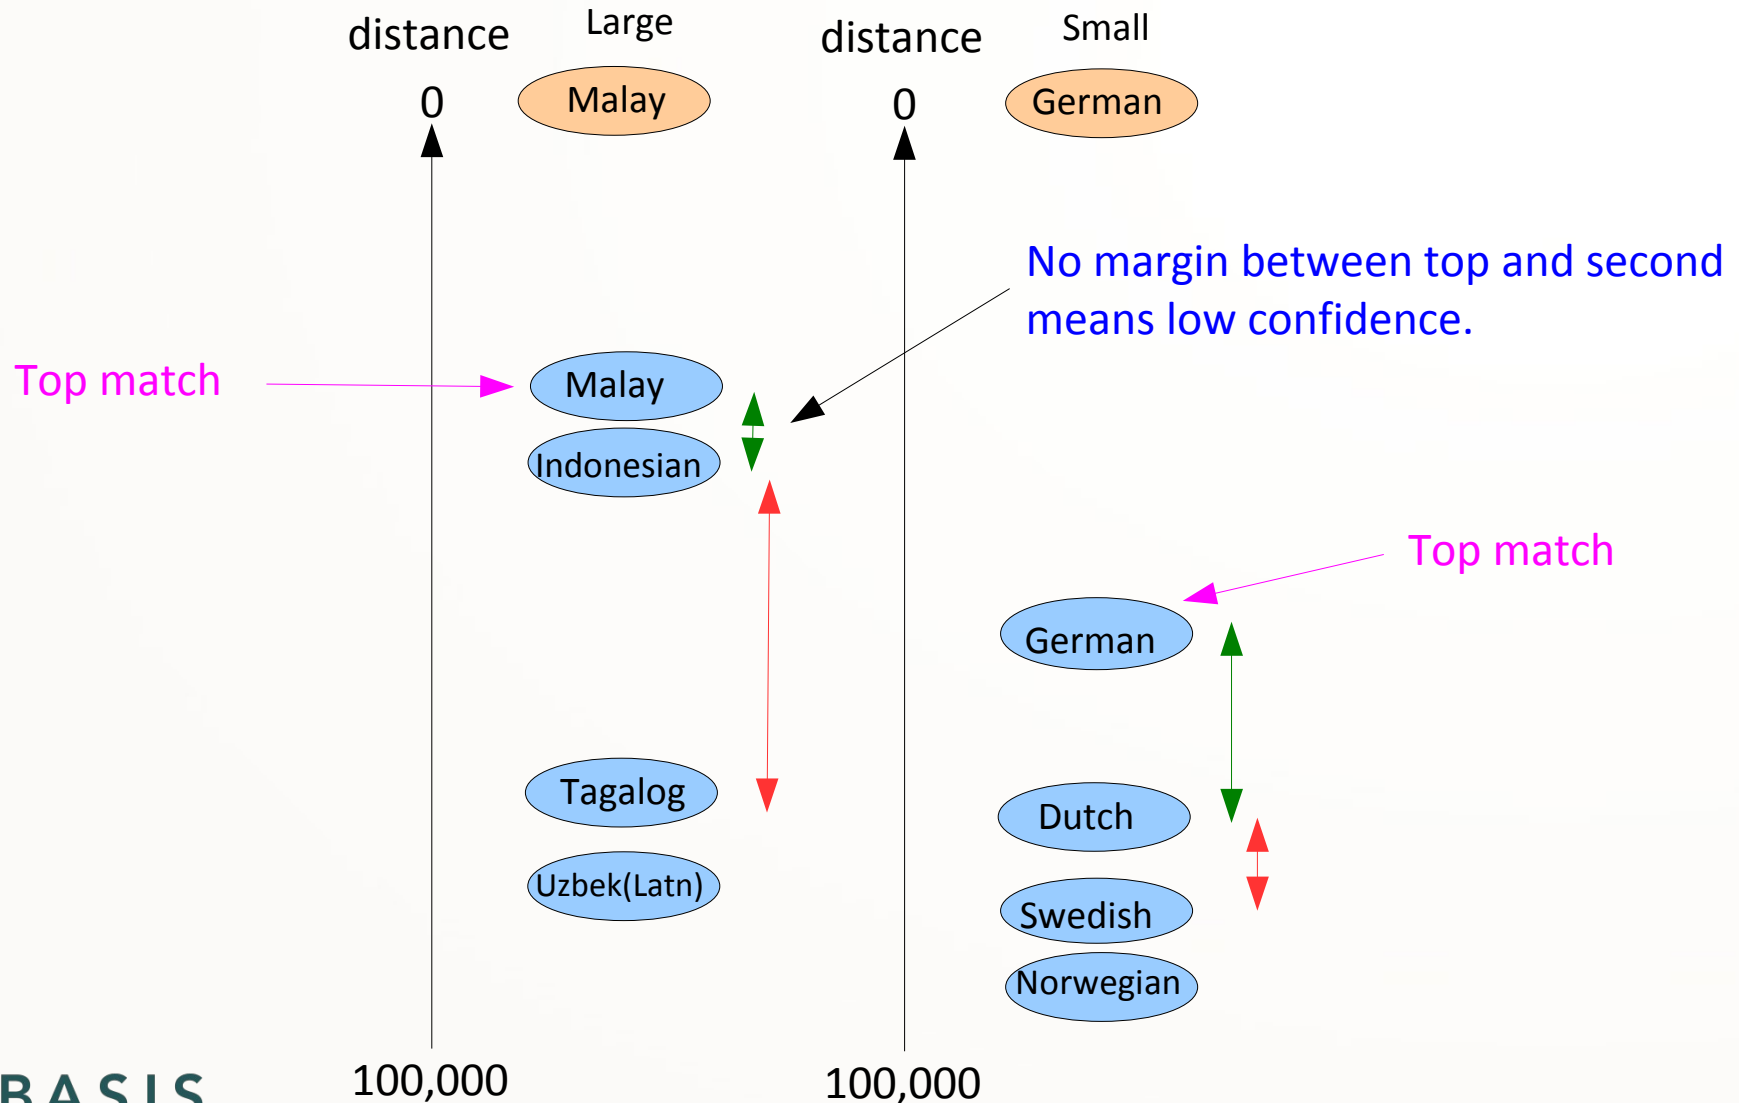 distance
Large
distance
Small
0
Malay
0
German
No margin between top and second
means low confidence.
Top match
Malay
Indonesian
Top match
German
Tagalog
Dutch
Uzbek(Latn)
Swedish
Norwegian
100,000
100,000
BASIS